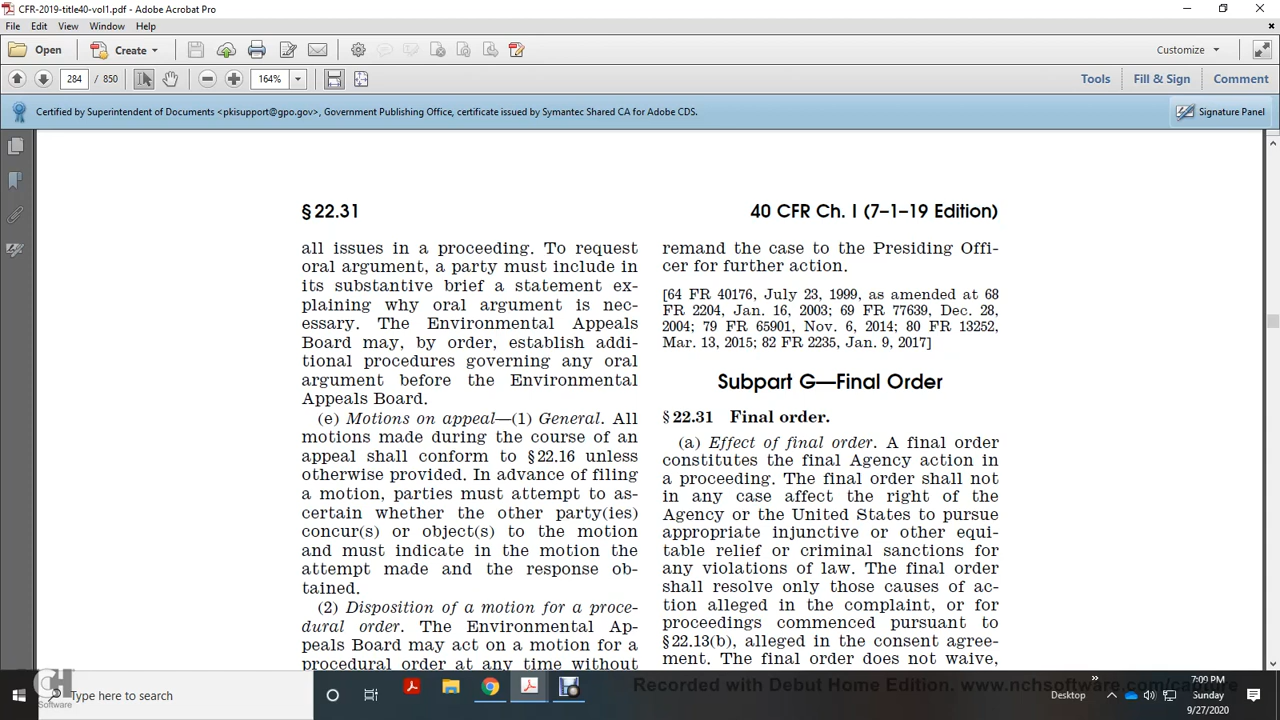 CFR-2019-title40-vol1.pdf - Adobe Acrobat Pro
File Edit View Window Help
Open Create Customize
284 / 850 164% Tools Fill & Sign Comment
Certified by Superintendent of Documents <pkisupport@gpo.gov>, Government Publishing Office, certificate issued by Symantec Shared CA for Adobe CDS.
Signature Panel
§ 22.31
40 CFR Ch. I (7–1–19 Edition)
all issues in a proceeding. To request
oral argument, a party must include in
its substantive brief a statement ex-
plaining why oral argument is nec-
essary. The Environmental Appeals
Board may, by order, establish addi-
tional procedures governing any oral
argument before the Environmental
Appeals Board.
(e) Motions on appeal—(1) General. All
motions made during the course of an
appeal shall conform to § 22.16 unless
otherwise provided. In advance of filing
a motion, parties must attempt to as-
certain whether the other party(ies)
concur(s) or object(s) to the motion
and must indicate in the motion the
attempt made and the response ob-
tained.
(2) Disposition of a motion for a proce-
dural order. The Environmental Ap-
peals Board may act on a motion for a
procedural order at any time without
remand the case to the Presiding Offi-
cer for further action.
[64 FR 40176, July 23, 1999, as amended at 68
FR 2204, Jan. 16, 2003; 69 FR 77639, Dec. 28,
2004; 79 FR 65901, Nov. 6, 2014; 80 FR 13252,
Mar. 13, 2015; 82 FR 2235, Jan. 9, 2017]
Subpart G—Final Order
§ 22.31 Final order.
(a) Effect of final order. A final order
constitutes the final Agency action in
a proceeding. The final order shall not
in any case affect the right of the
Agency or the United States to pursue
appropriate injunctive or other equi-
table relief or criminal sanctions for
any violations of law. The final order
shall resolve only those causes of ac-
tion alleged in the complaint, or for
proceedings commenced pursuant to
§ 22.13(b), alleged in the consent agree-
ment. The final order does not waive,
NCH
Software
Type here to search
Recorded with Debut Home Edition. www.nchsoftware.com/capture
Desktop
7:09 PM
Sunday
9/27/2020